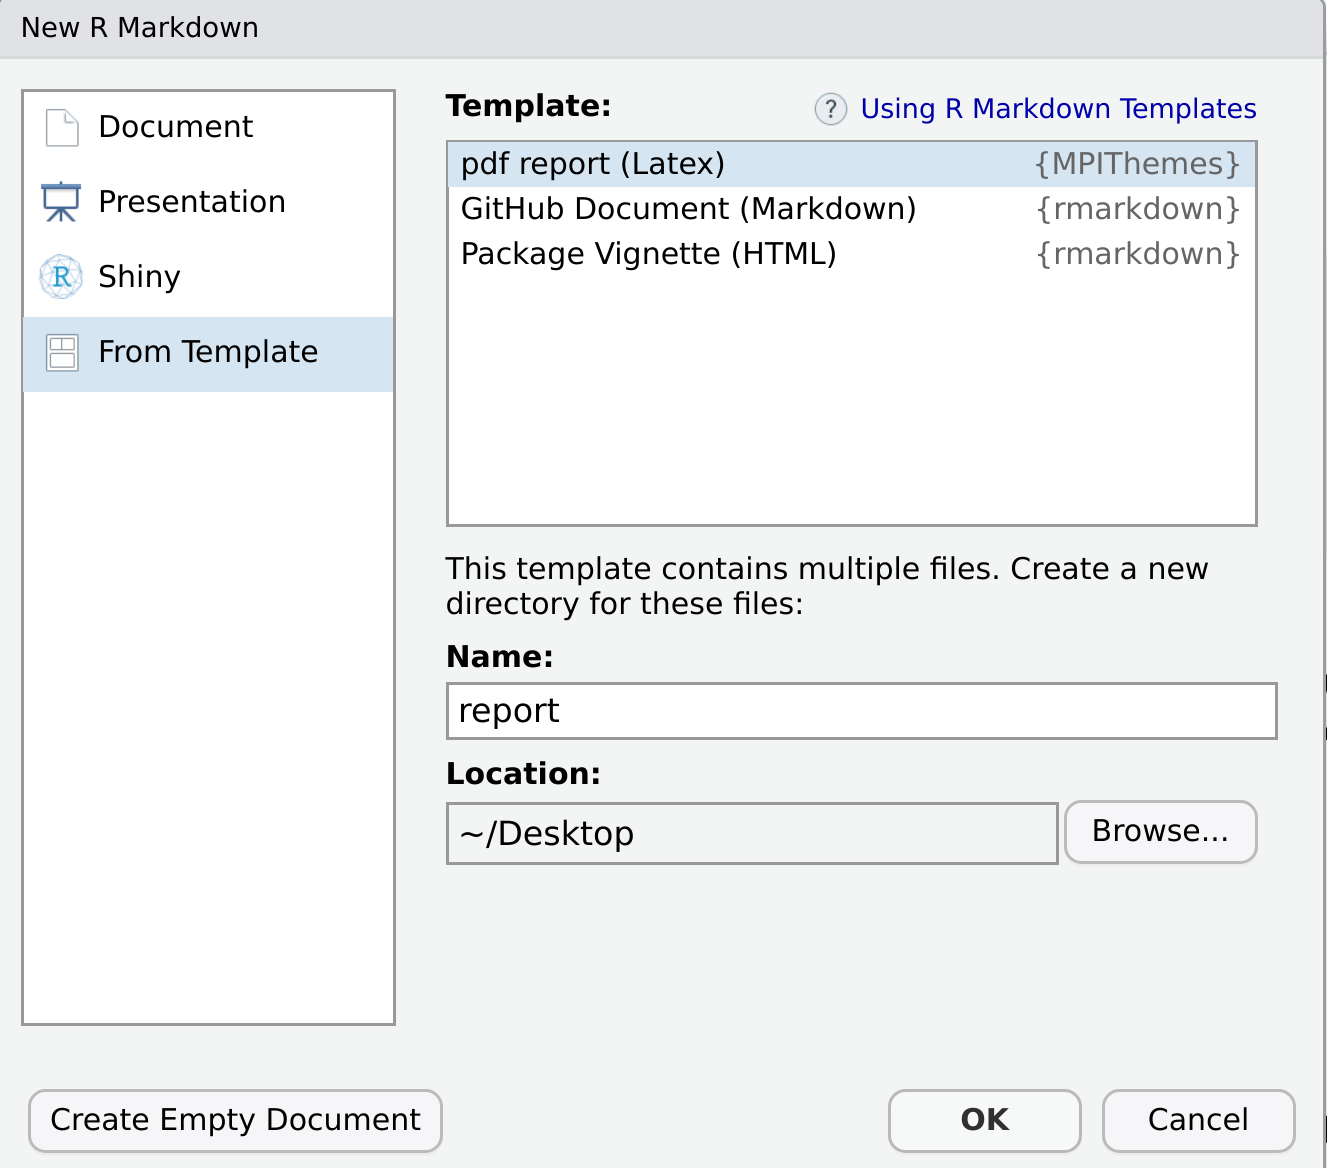 New R Markdown
Document
Presentation
R
Shiny
From Template
Template:
? Using R Markdown Templates
pdf report (Latex) {MPIThemes}
GitHub Document (Markdown) {rmarkdown}
Package Vignette (HTML) {rmarkdown}
This template contains multiple files. Create a new
directory for these files:
Name:
report
Location:
~/Desktop
Browse...
Create Empty Document
OK
Cancel